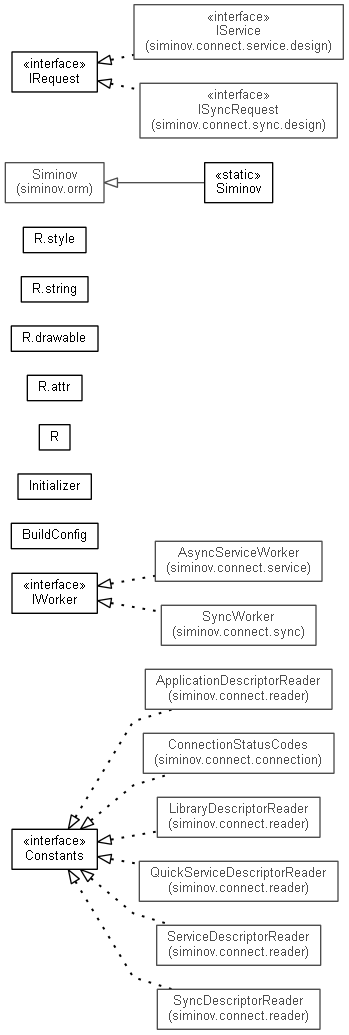 «interface»
IService
(siminov.connect.service.design)
«interface»
IRequest
«interface»
ISyncRequest
(siminov.connect.sync.design)
Siminov
(siminov.orm)
«static»
Siminov
R.style
R.string
R.drawable
R.attr
R
Initializer
BuildConfig
AsyncServiceWorker
(siminov.connect.service)
«interface»
IWorker
SyncWorker
(siminov.connect.sync)
ApplicationDescriptorReader
(siminov.connect.reader)
ConnectionStatusCodes
(siminov.connect.connection)
LibraryDescriptorReader
(siminov.connect.reader)
«interface»
Constants
QuickServiceDescriptorReader
(siminov.connect.reader)
ServiceDescriptorReader
(siminov.connect.reader)
SyncDescriptorReader
(siminov.connect.reader)